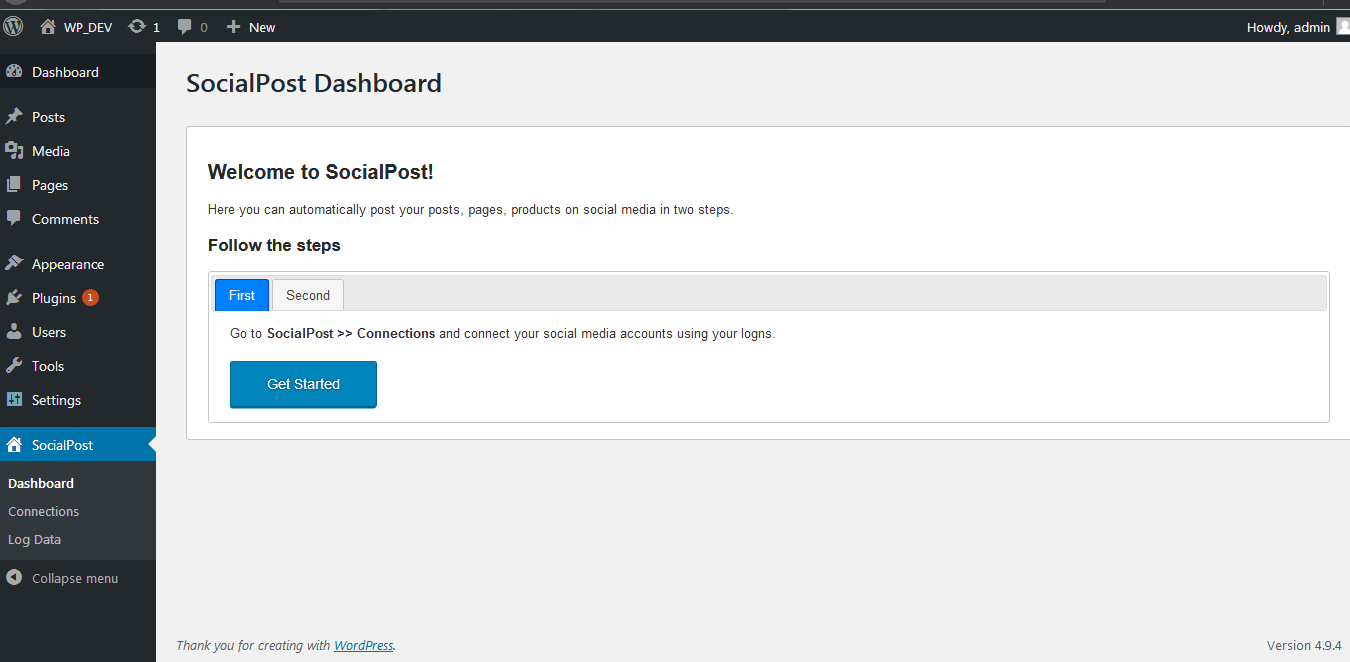 WP_DEV 1 0 New Howdy, admin
Dashboard
Posts
Media
Pages
Comments
Appearance
Plugins 1
Users
Tools
Settings
SocialPost
Dashboard
Connections
Log Data
Collapse menu
SocialPost Dashboard
Welcome to SocialPost!
Here you can automatically post your posts, pages, products on social media in two steps.
Follow the steps
First Second
Go to SocialPost >> Connections and connect your social media accounts using your logns.
Get Started
Thank you for creating with WordPress. Version 4.9.4